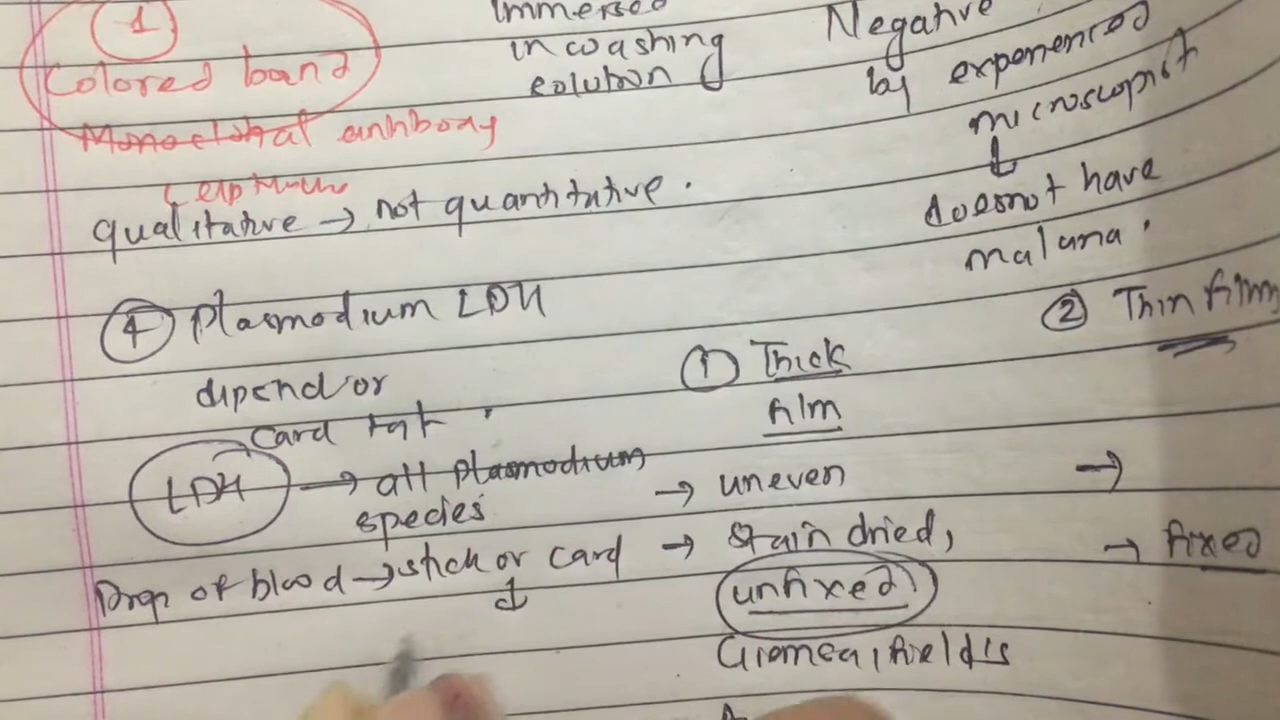 1
Colored band
Monoclonal antibody
qualitative → not quantitative.
immersed
in washing
solution
Negative
by experienced
microscopist
↓
doesnot have
malaria.
4 Plasmodium LDH
dipend or
card
LDH → all plasmodium
species
Drop of blood → stick or card
↓
1 Thick
film
→ uneven
→ stain dried,
unfixed
Giemsa, field's
2 Thin film
→
→ fixed